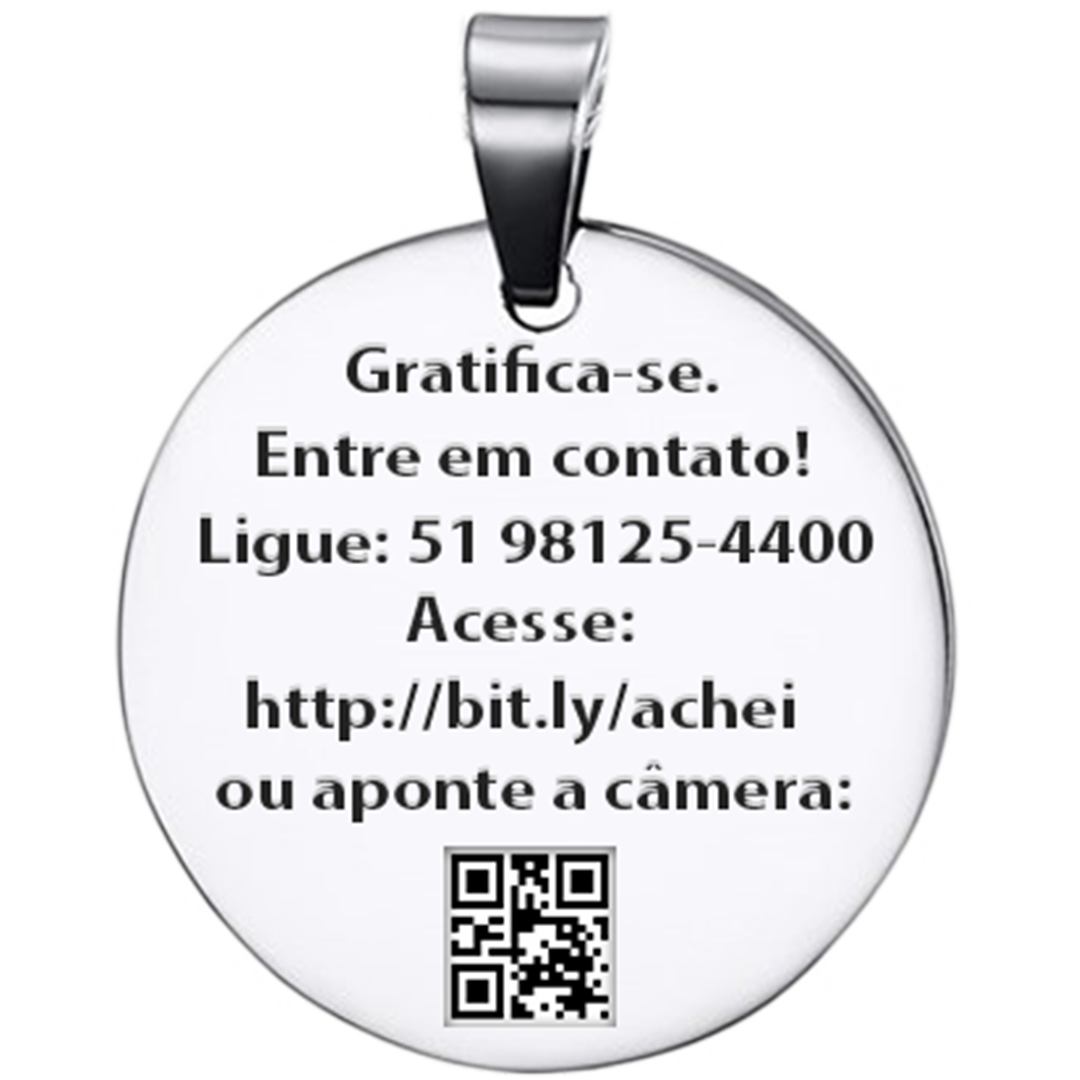 Gratifica-se.
Entre em contato!
Ligue: 51 98125-4400
Acesse:
http://bit.ly/achei
ou aponte a câmera: